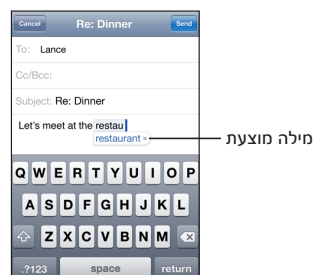 Cancel Re: Dinner Send
To: Lance
Cc/Bcc:
Subject: Re: Dinner
Let's meet at the restau
restaurant ×
מילה מוצעת
Q W E R T Y U I O P
A S D F G H J K L
Z X C V B N M
.?123 space return